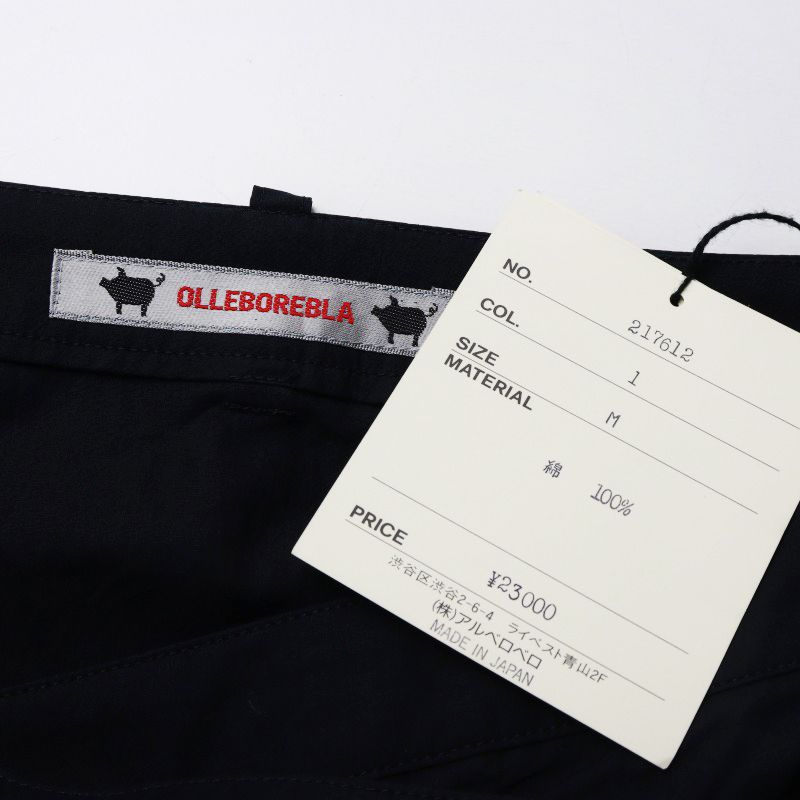 OLLEBOREBLA
NO. 217612
COL. 1
SIZE M
MATERIAL
綿 100%
PRICE ¥23000
渋谷区渋谷2-6-4 ライベスト青山2F
(株)アルベロベロ
MADE IN JAPAN